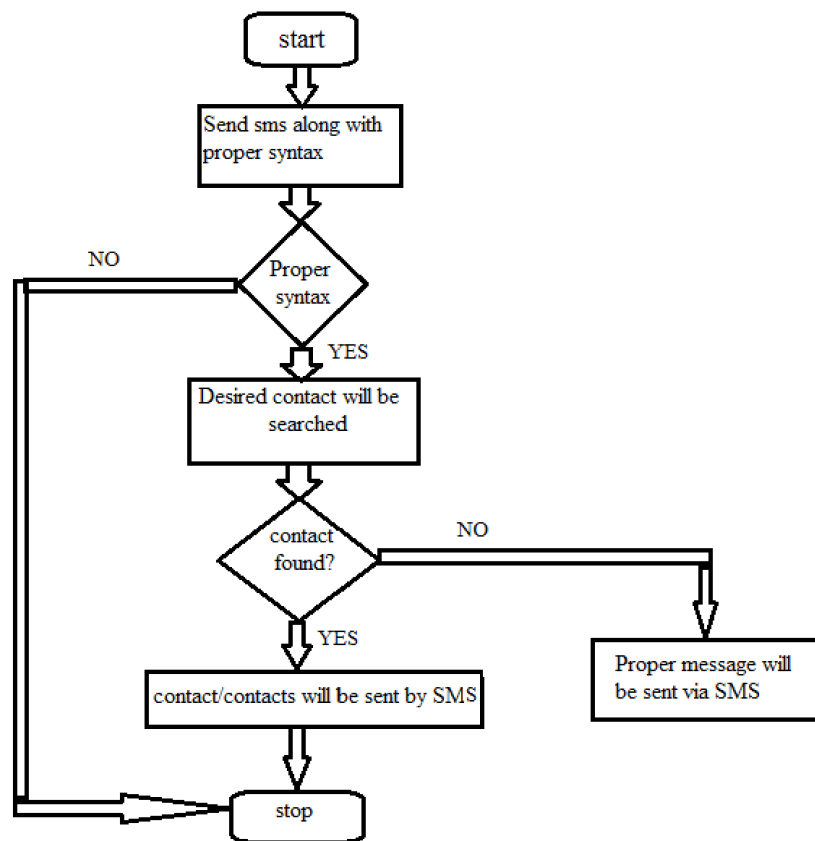 start
Send sms along with
proper syntax
NO
Proper
syntax
YES
Desired contact will be
searched
contact
found?
NO
YES
Proper message will
be sent via SMS
contact/contacts will be sent by SMS
stop